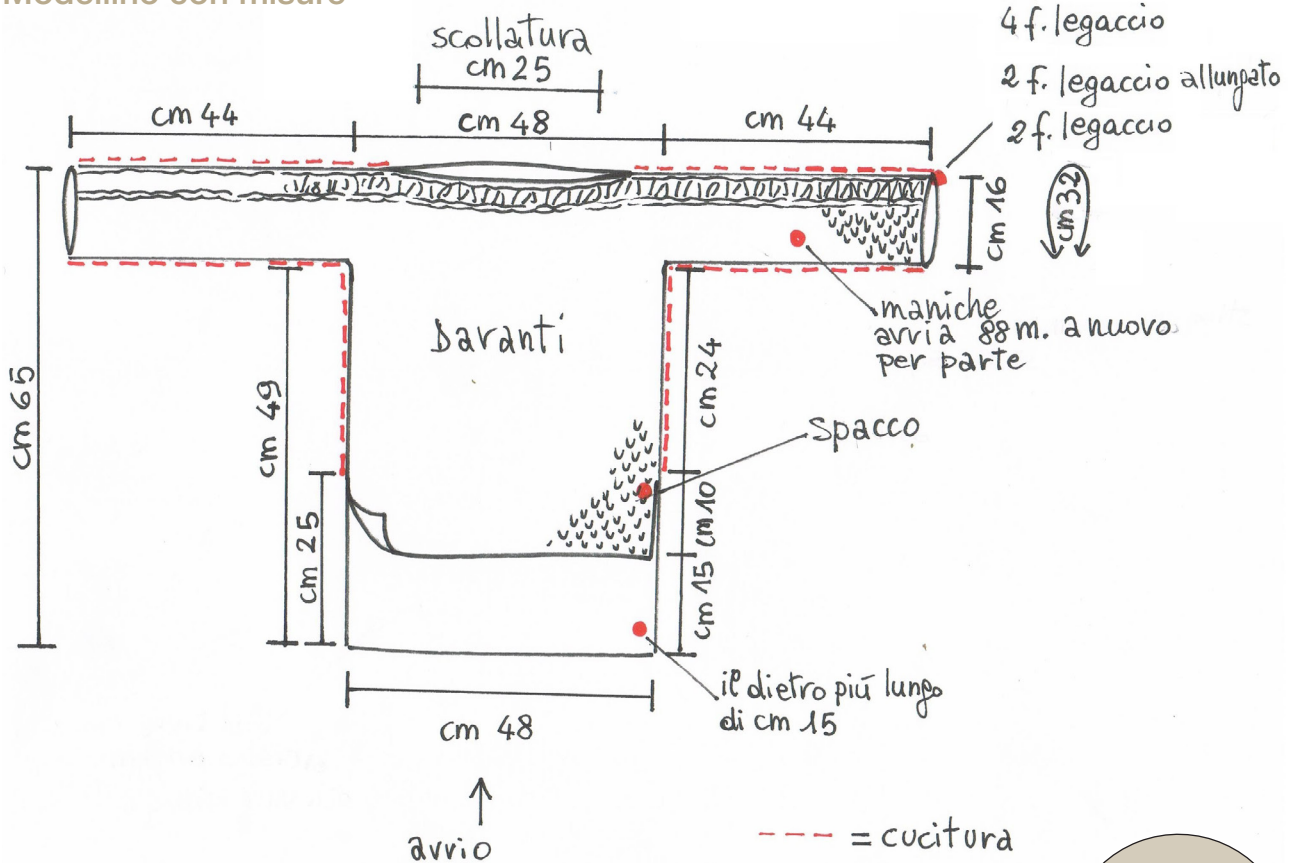 Modellino con misure
4 f. legaccio
2 f. legaccio allungato
2 f. legaccio
scollatura
cm 25
cm 44
cm 48
cm 44
cm 16
cm 32
Davanti
maniche
avvia 88 m. a nuovo
per parte
cm 65
cm 49
cm 24
spacco
cm 25
cm 10
cm 15
il dietro piú lungo
di cm 15
cm 48
avvio
= cucitura